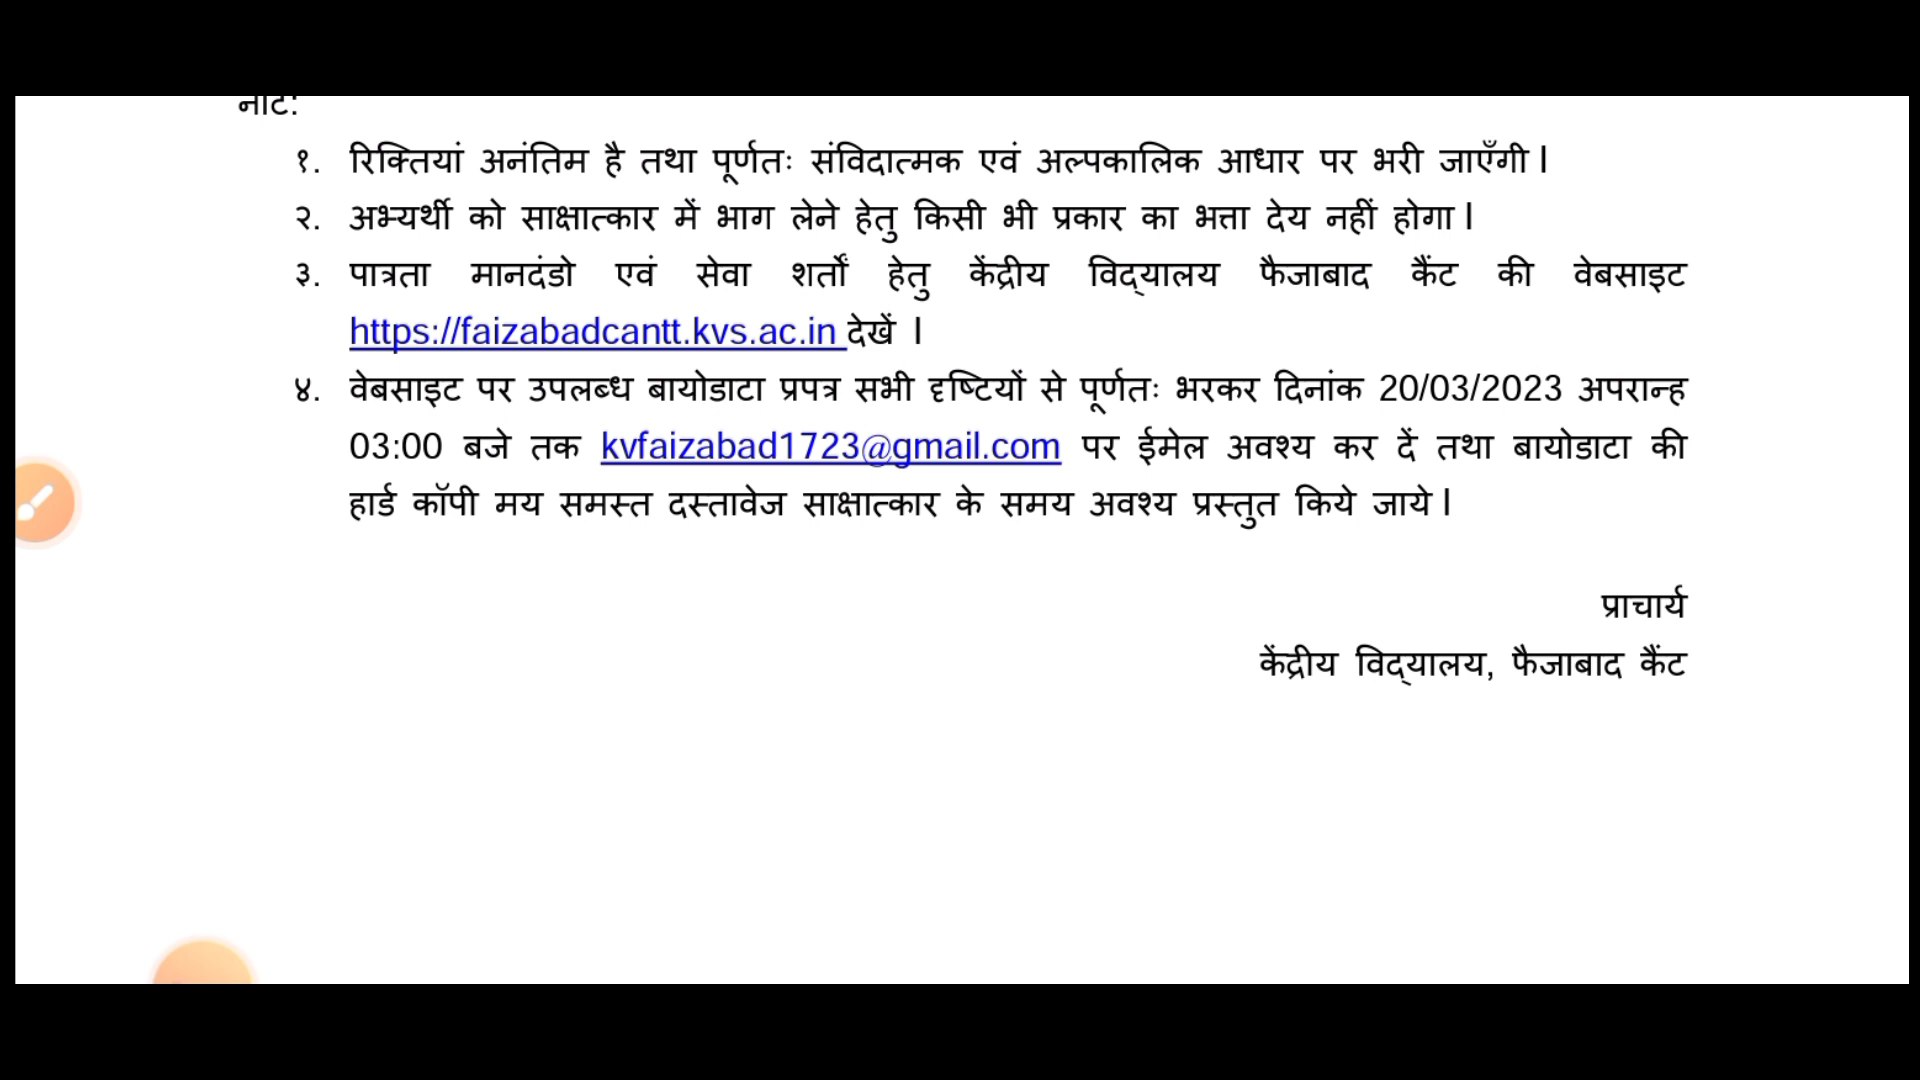 नोट:
१. रिक्तियां अनंतिम है तथा पूर्णतः संविदात्मक एवं अल्पकालिक आधार पर भरी जाएँगी।
२. अभ्यर्थी को साक्षात्कार में भाग लेने हेतु किसी भी प्रकार का भत्ता देय नहीं होगा।
३. पात्रता मानदंडो एवं सेवा शर्तों हेतु केंद्रीय विद्यालय फैजाबाद कैंट की वेबसाइट
https://faizabadcantt.kvs.ac.in देखें ।
४. वेबसाइट पर उपलब्ध बायोडाटा प्रपत्र सभी दृष्टियों से पूर्णतः भरकर दिनांक 20/03/2023 अपरान्ह
03:00 बजे तक kvfaizabad1723@gmail.com पर ईमेल अवश्य कर दें तथा बायोडाटा की
हार्ड कॉपी मय समस्त दस्तावेज साक्षात्कार के समय अवश्य प्रस्तुत किये जाये।
प्राचार्य
केंद्रीय विद्यालय, फैजाबाद कैंट